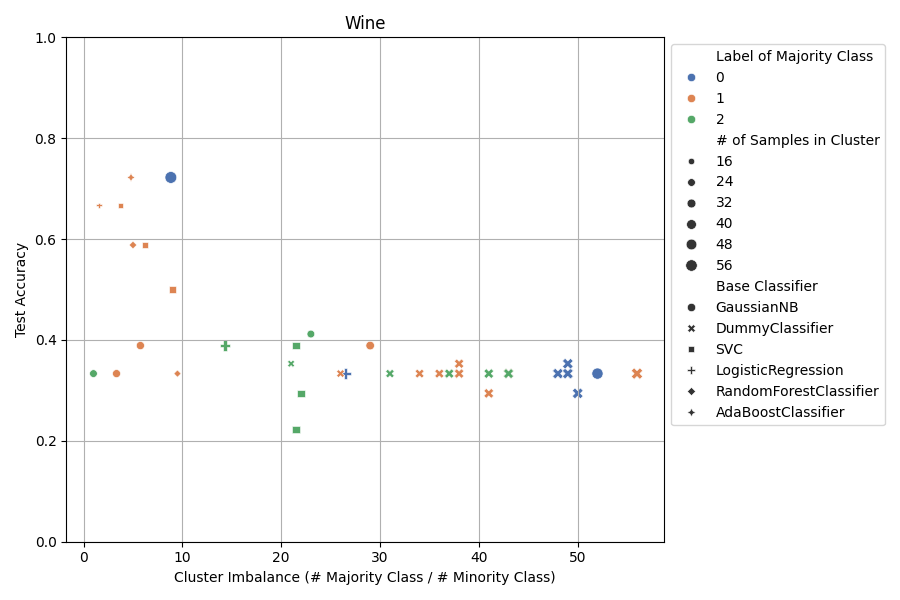 Wine
1.0
0.8
0.6
0.4
0.2
0.0
Test Accuracy
0
10
20
30
40
50
Cluster Imbalance (# Majority Class / # Minority Class)
Label of Majority Class
0
1
2
# of Samples in Cluster
16
24
32
40
48
56
Base Classifier
GaussianNB
DummyClassifier
SVC
LogisticRegression
RandomForestClassifier
AdaBoostClassifier